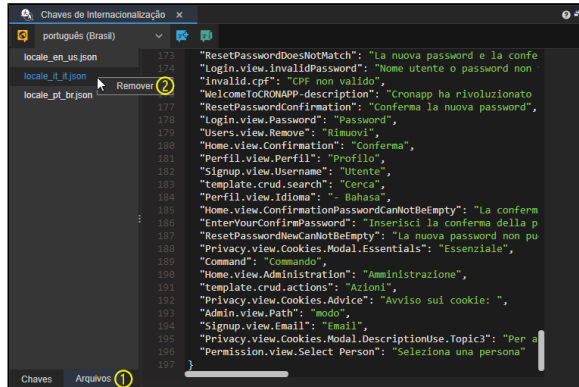 Chaves de Internacionalização ×
português (Brasil)
locale_en_us.json
locale_it_it.json
locale_pt_br.json
Remover 2
173 "ResetPasswordDoesNotMatch": "La nuova password e la confe
174 "Login.view.invalidPassword": "Nome utente o password non
175 "invalid.cpf": "CPF non valido",
176 "WelcomeToCRONAPP-description": "Cronapp ha rivoluzionato
177 "ResetPasswordConfirmation": "Conferma la nuova password",
178 "Login.view.Password": "Password",
179 "Users.view.Remove": "Rimuovi",
180 "Home.view.Confirmation": "Conferma",
181 "Perfil.view.Perfil": "Profilo",
182 "Signup.view.Username": "Utente",
183 "template.crud.search": "Cerca",
184 "Perfil.view.Idioma": "- Bahasa",
185 "Home.view.ConfirmationPasswordCanNotBeEmpty": "La conferm
186 "EnterYourConfirmPassword": "Inserisci la conferma della p
187 "ResetPasswordNewCanNotBeEmpty": "La nuova password non pu
188 "Privacy.view.Cookies.Modal.Essentials": "Essenziale",
189 "Command": "Commando",
190 "Home.view.Administration": "Amministrazione",
191 "template.crud.actions": "Azioni",
192 "Privacy.view.Cookies.Advice": "Avviso sui cookie: ",
193 "Admin.view.Path": "modo",
194 "Signup.view.Email": "Email",
195 "Privacy.view.Cookies.Modal.DescriptionUse.Topic3": "Per a
196 "Permission.view.Select Person": "Seleziona una persona"
197 }
Chaves Arquivos 1